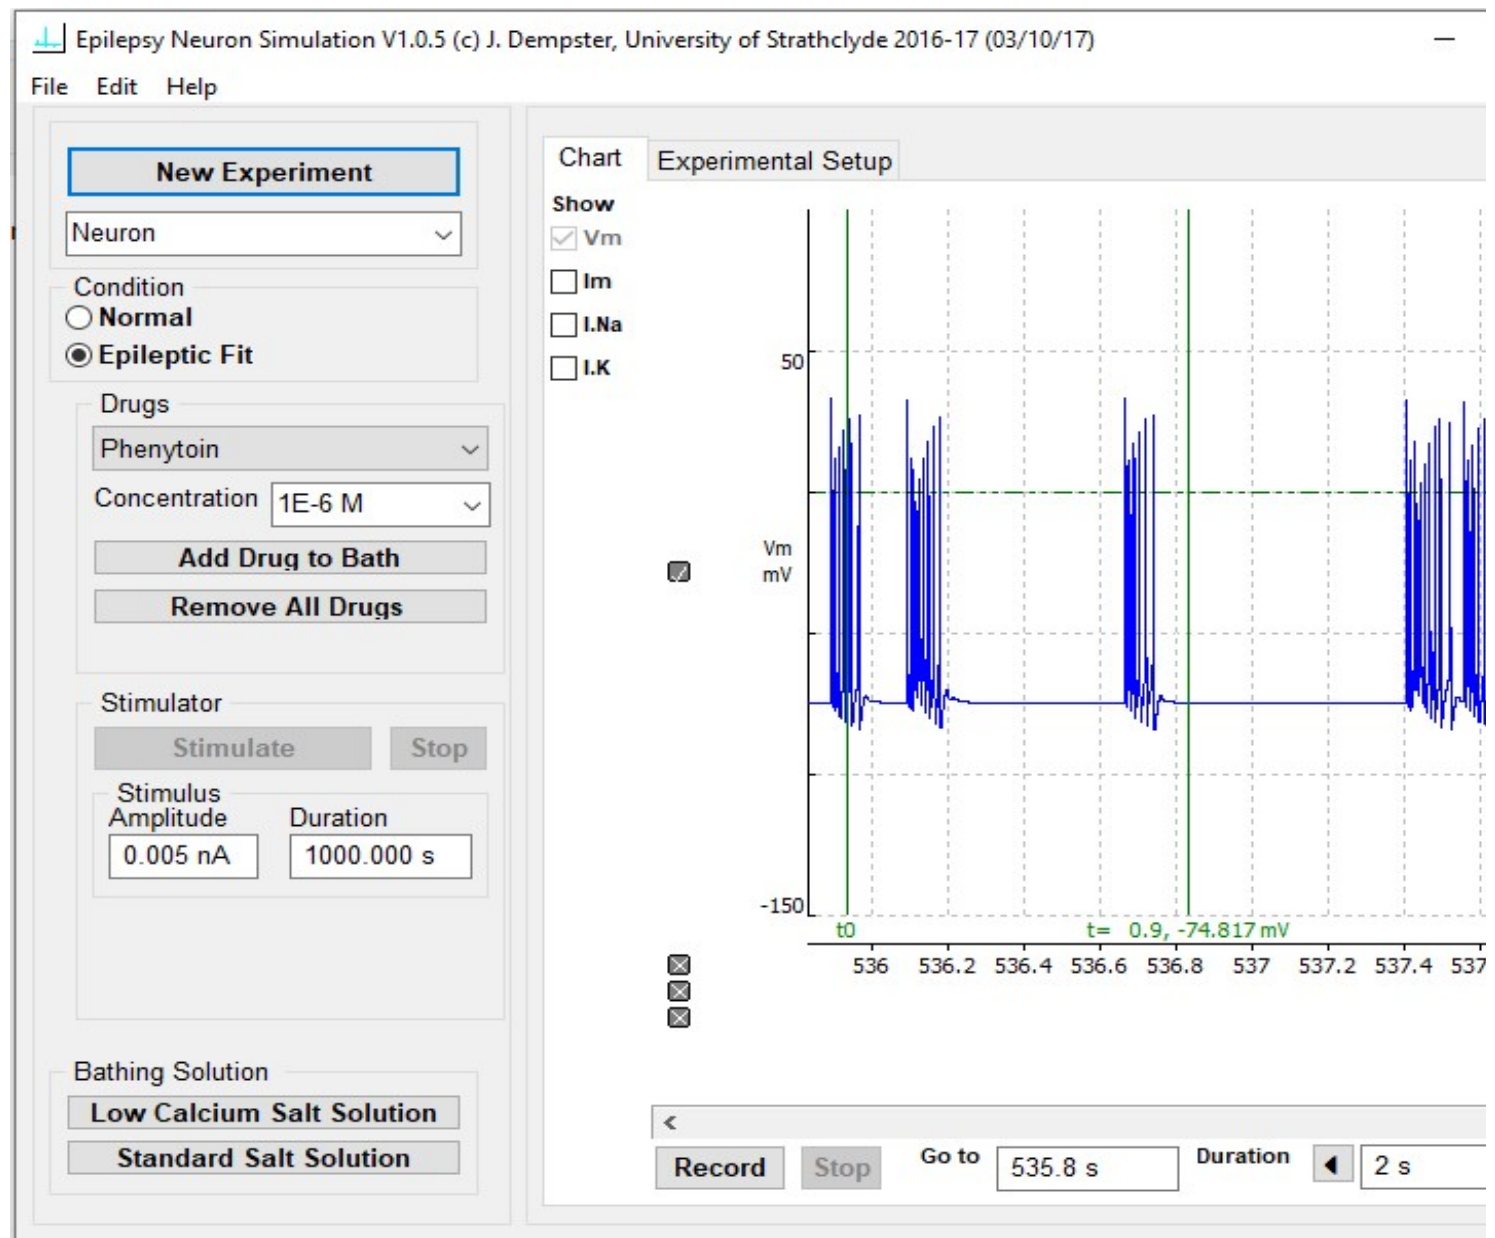 Epilepsy Neuron Simulation V1.0.5 (c) J. Dempster, University of Strathclyde 2016-17 (03/10/17)
File Edit Help
New Experiment
Neuron
Condition
Normal
Epileptic Fit
Drugs
Phenytoin
Concentration 1E-6 M
Add Drug to Bath
Remove All Drugs
Stimulator
Stimulate Stop
Stimulus
Amplitude Duration
0.005 nA 1000.000 s
Bathing Solution
Low Calcium Salt Solution
Standard Salt Solution
Chart Experimental Setup
Show
Vm
Im
I.Na
I.K
50
Vm
mV
-150
t0 t= 0.9, -74.817 mV
536 536.2 536.4 536.6 536.8 537 537.2 537.4 537
Record Stop Go to 535.8 s Duration 2 s